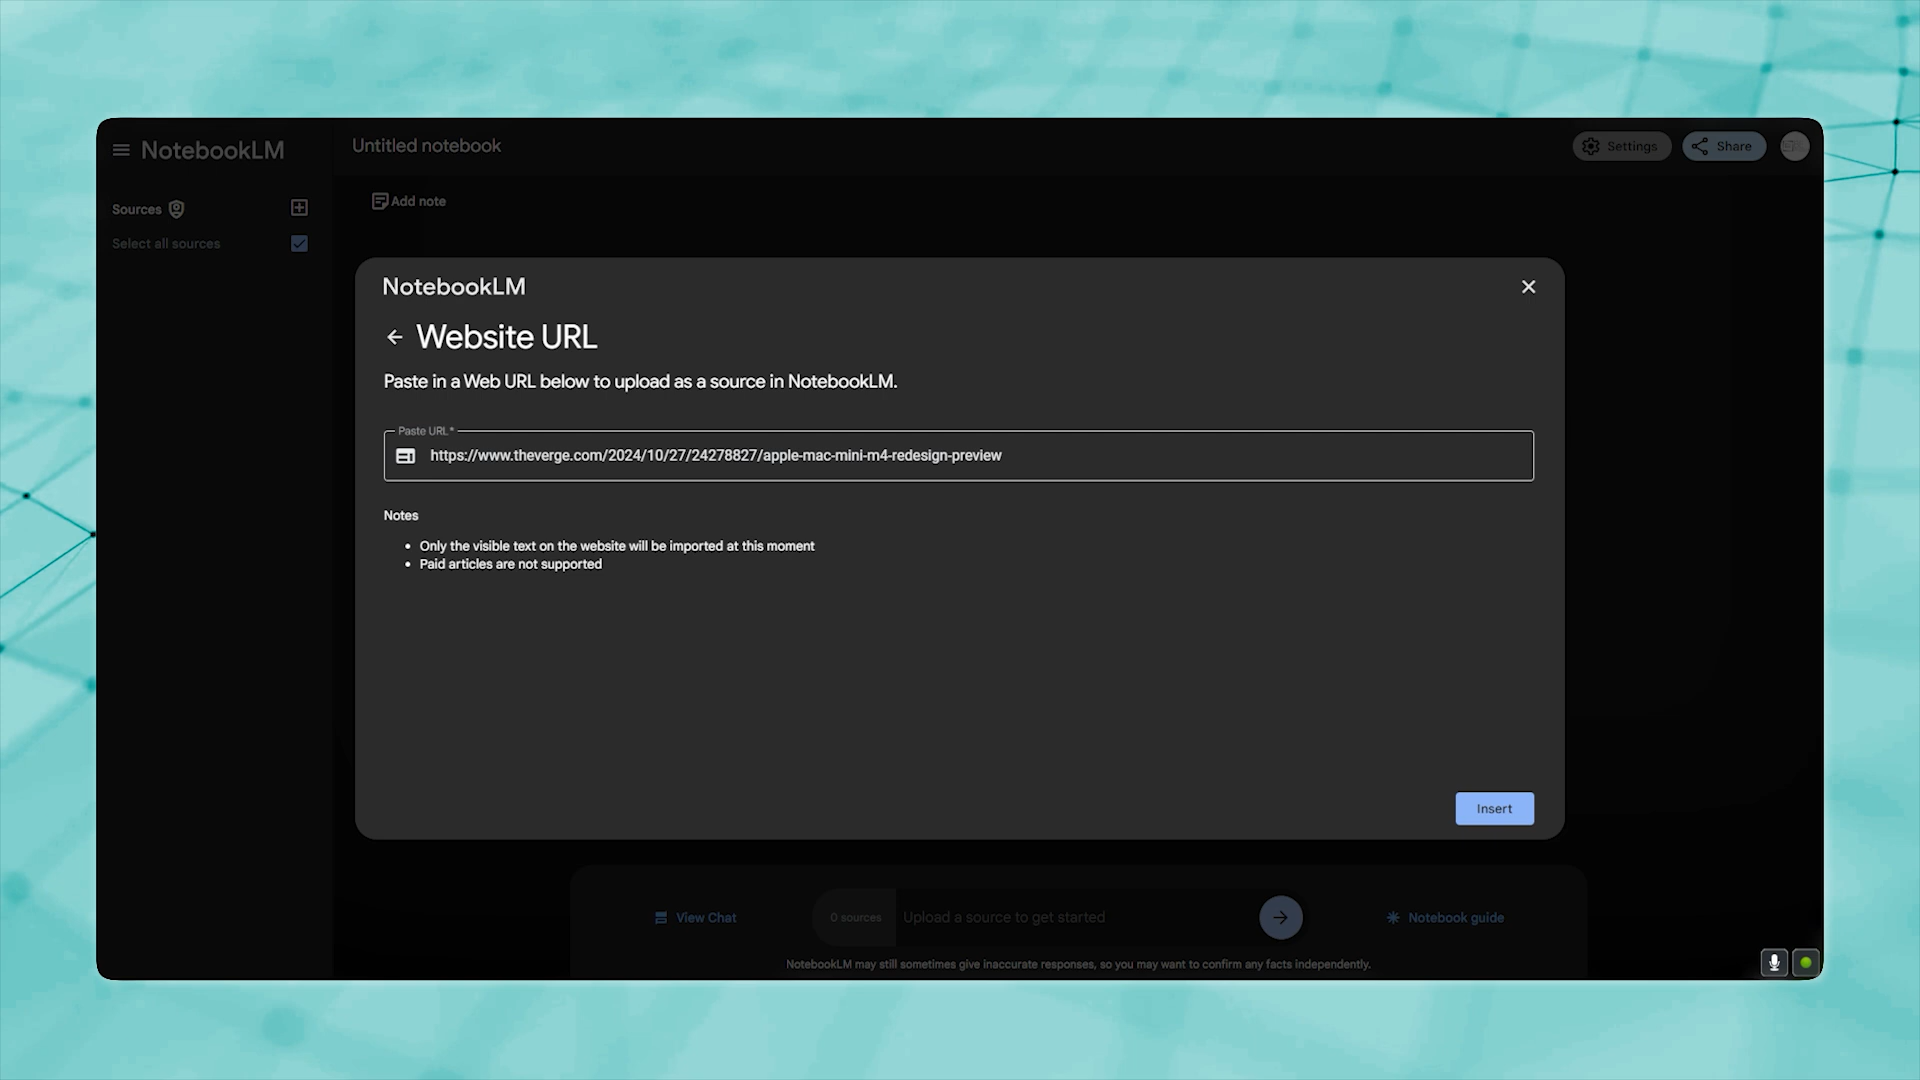 NotebookLM
Untitled notebook
Settings
Share
Sources
Add note
Select all sources
NotebookLM
Website URL
Paste in a Web URL below to upload as a source in NotebookLM.
Paste URL*
https://www.theverge.com/2024/10/27/24278827/apple-mac-mini-m4-redesign-preview
Notes
• Only the visible text on the website will be imported at this moment
• Paid articles are not supported
Insert
View Chat
0 sources
Upload a source to get started
Notebook guide
NotebookLM may still sometimes give inaccurate responses, so you may want to confirm any facts independently.